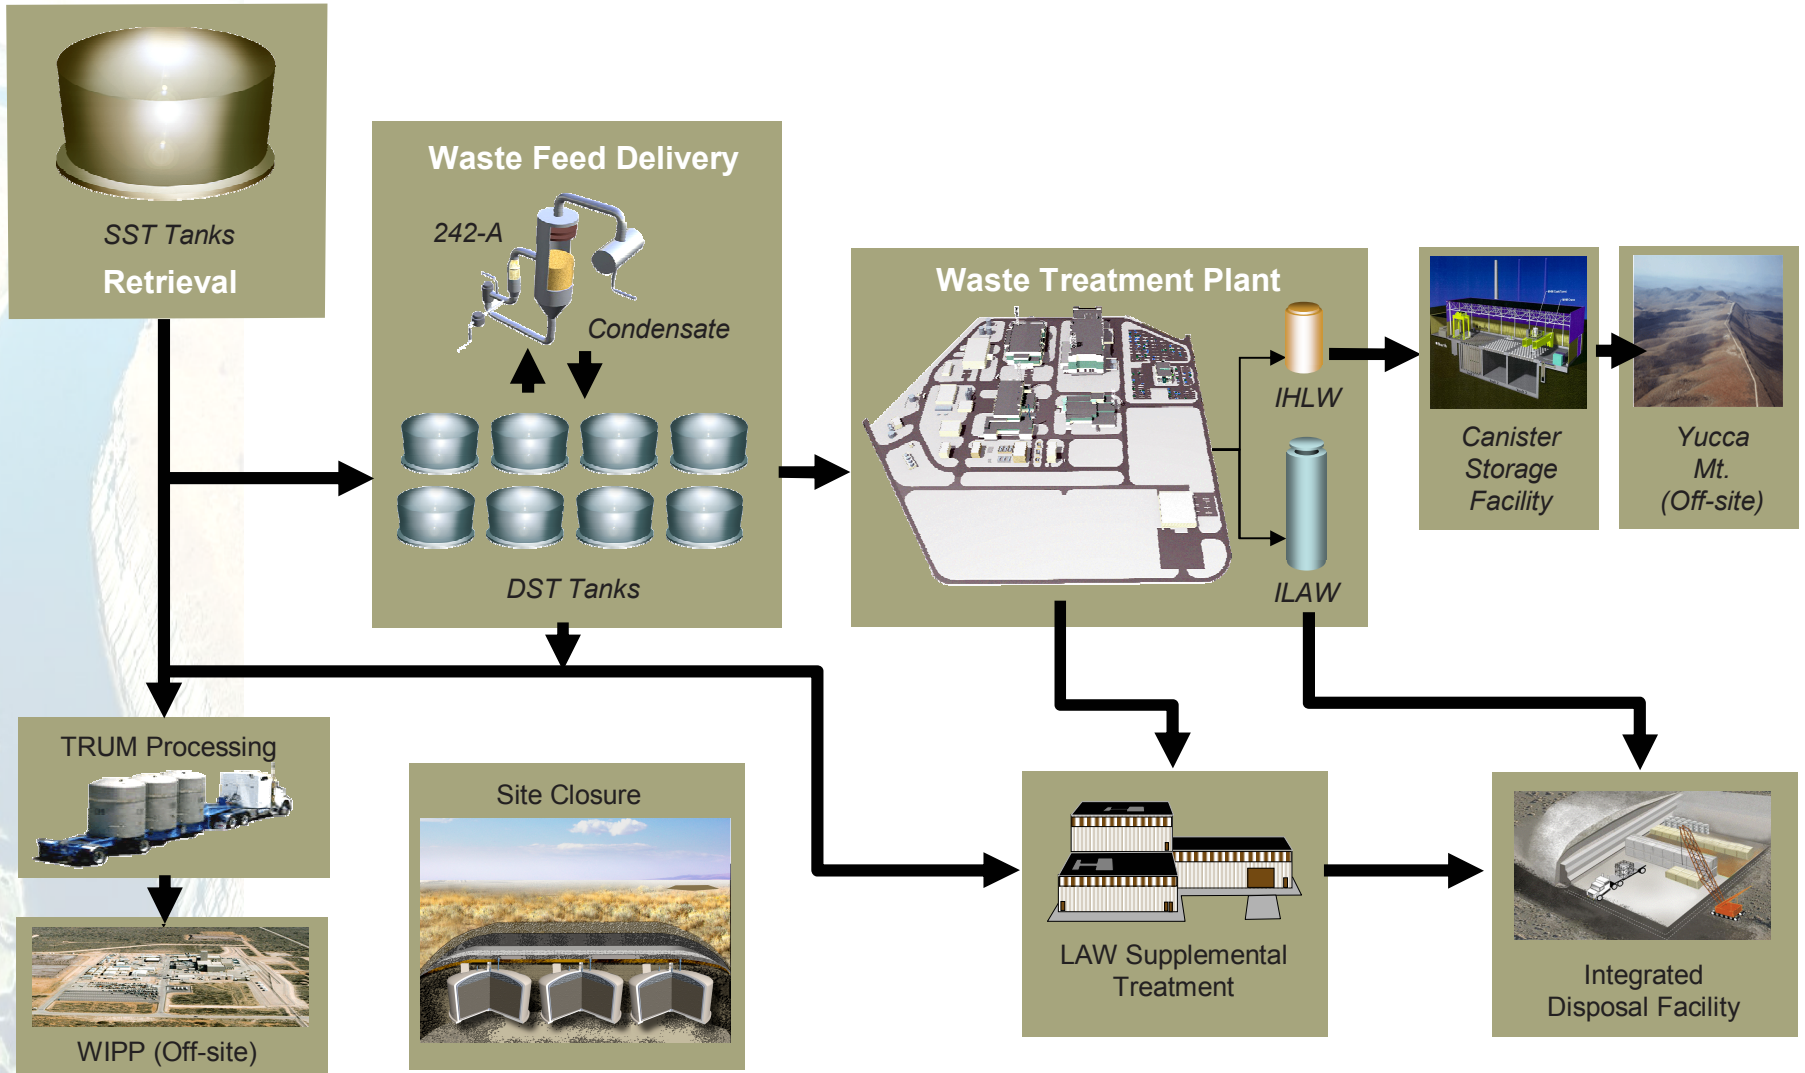 SST Tanks
Retrieval
Waste Feed Delivery
242-A
Condensate
DST Tanks
Waste Treatment Plant
IHLW
ILAW
Canister
Storage
Facility
Yucca
Mt.
(Off-site)
TRUM Processing
WIPP (Off-site)
Site Closure
LAW Supplemental
Treatment
Integrated
Disposal Facility